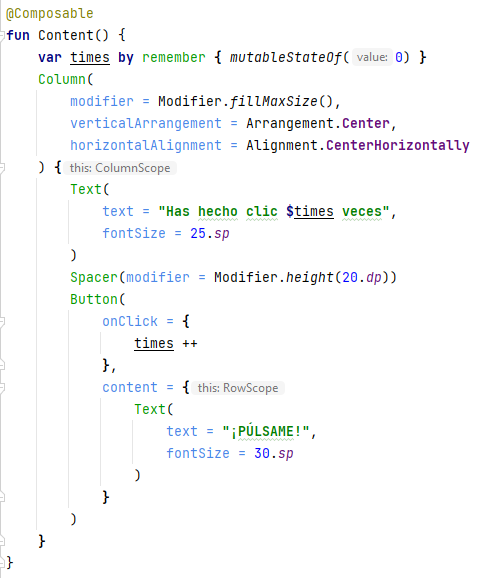 @Composable
fun Content() {
    var times by remember { mutableStateOf( value: 0) }
    Column(
        modifier = Modifier.fillMaxSize(),
        verticalArrangement = Arrangement.Center,
        horizontalAlignment = Alignment.CenterHorizontally
    ) { this: ColumnScope
        Text(
            text = "Has hecho clic $times veces",
            fontSize = 25.sp
        )
        Spacer(modifier = Modifier.height(20.dp))
        Button(
            onClick = {
                times ++
            },
            content = { this: RowScope
                Text(
                    text = "¡PÚLSAME!",
                    fontSize = 30.sp
                )
            }
        )
    }
}